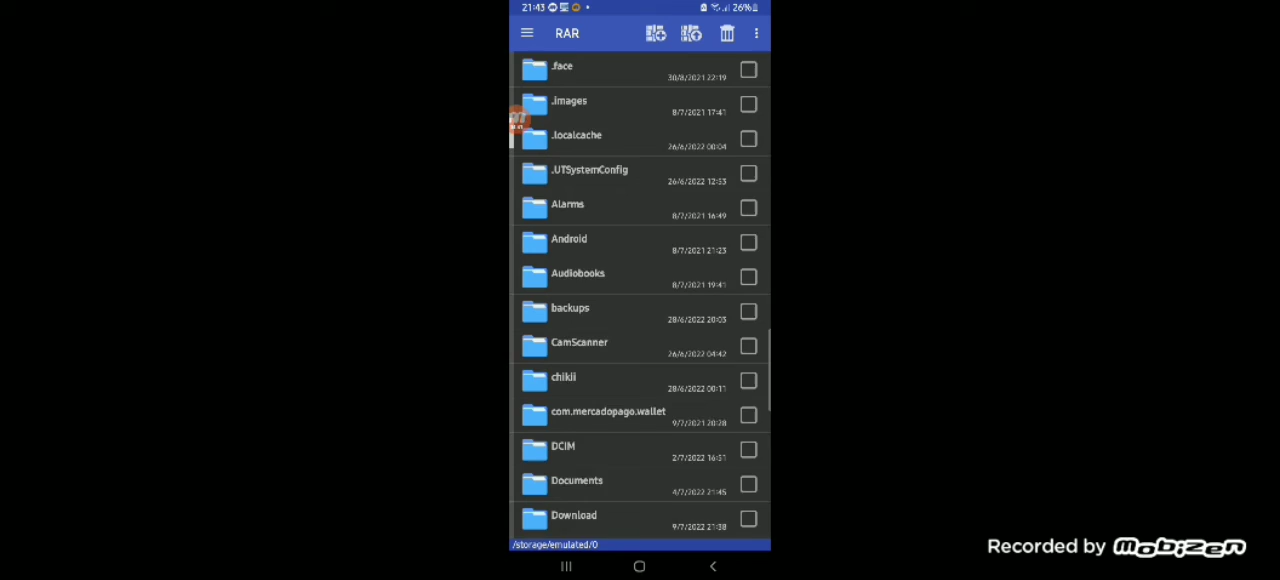 21:43 26%
RAR
.face
30/8/2021 22:19
.images
8/7/2021 17:41
.localcache
26/6/2022 00:04
.UTSystemConfig
26/6/2022 12:53
Alarms
8/7/2021 16:49
Android
8/7/2021 21:23
Audiobooks
8/7/2021 19:41
backups
28/6/2022 20:03
CamScanner
26/6/2022 04:42
chikii
28/6/2022 00:11
com.mercadopago.wallet
9/7/2021 20:28
DCIM
2/7/2022 16:51
Documents
4/7/2022 21:45
Download
9/7/2022 21:38
/storage/emulated/0
Recorded by Mobizen